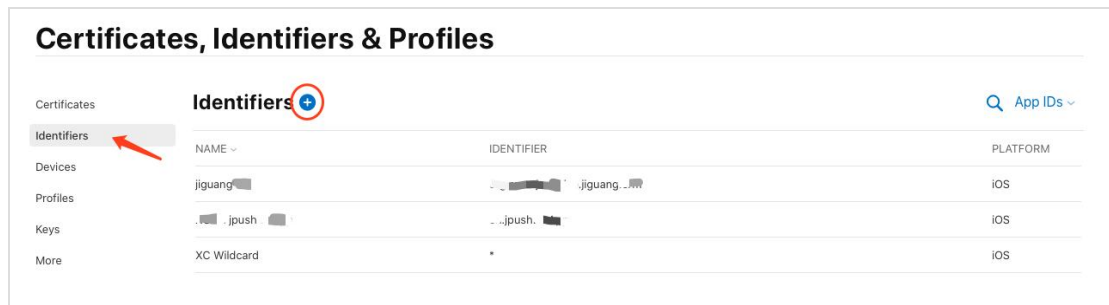 Certificates, Identifiers & Profiles
Certificates
Identifiers
Devices
Profiles
Keys
More
Identifiers
App IDs
NAME IDENTIFIER PLATFORM
jiguang .jiguang. iOS
jpush .jpush. iOS
XC Wildcard * iOS